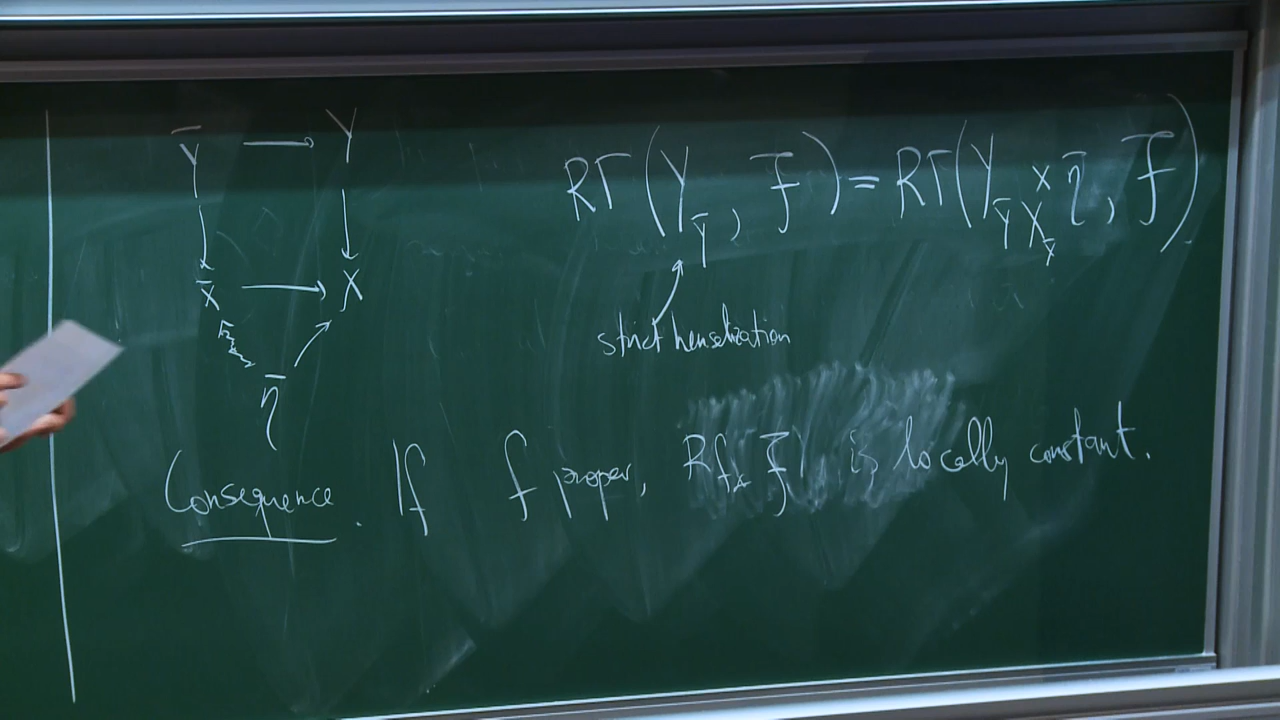 ȳ ⟶ Y
RΓ(Y_ȳ, F) = RΓ(Y_ȳ ×_{X_x̄} η̄, F)
x̄ ⟶ X
strict henselization
η̄
Consequence. If f proper, Rf_* F is locally constant.